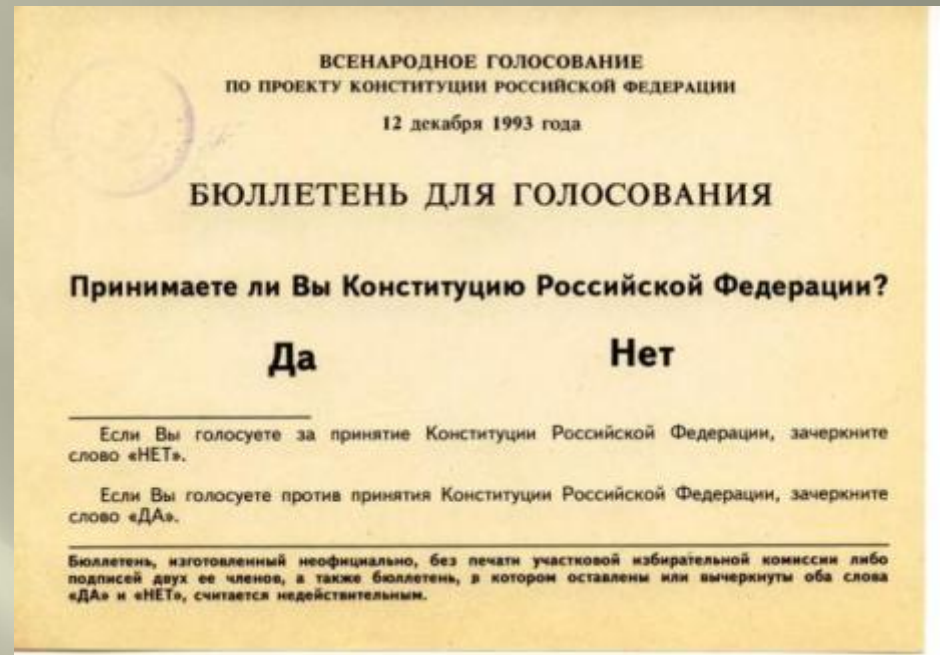 ВСЕНАРОДНОЕ ГОЛОСОВАНИЕ
ПО ПРОЕКТУ КОНСТИТУЦИИ РОССИЙСКОЙ ФЕДЕРАЦИИ
12 декабря 1993 года
БЮЛЛЕТЕНЬ ДЛЯ ГОЛОСОВАНИЯ
Принимаете ли Вы Конституцию Российской Федерации?
Да Нет
Если Вы голосуете за принятие Конституции Российской Федерации, зачеркните
слово «НЕТ».
Если Вы голосуете против принятия Конституции Российской Федерации, зачеркните
слово «ДА».
Бюллетень, изготовленный неофициально, без печати участковой избирательной комиссии либо
подписей двух ее членов, а также бюллетень, в котором оставлены или вычеркнуты оба слова
«ДА» и «НЕТ», считается недействительным.